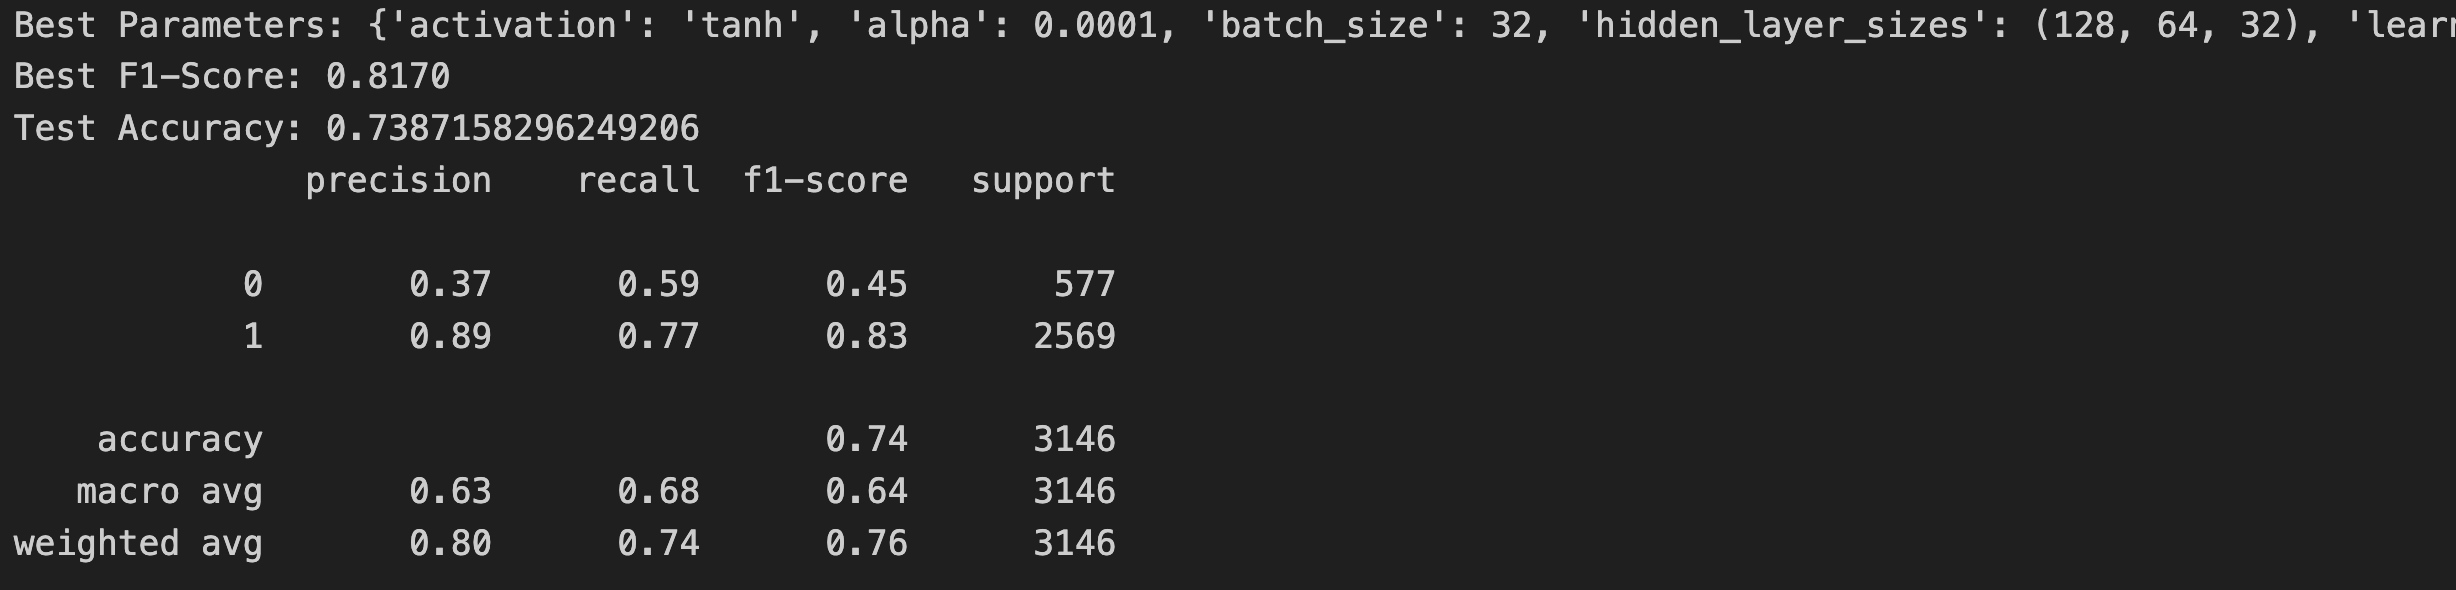 Best Parameters: {'activation': 'tanh', 'alpha': 0.0001, 'batch_size': 32, 'hidden_layer_sizes': (128, 64, 32), 'learn
Best F1-Score: 0.8170
Test Accuracy: 0.7387158296249206
precision recall f1-score support
0 0.37 0.59 0.45 577
1 0.89 0.77 0.83 2569
accuracy 0.74 3146
macro avg 0.63 0.68 0.64 3146
weighted avg 0.80 0.74 0.76 3146